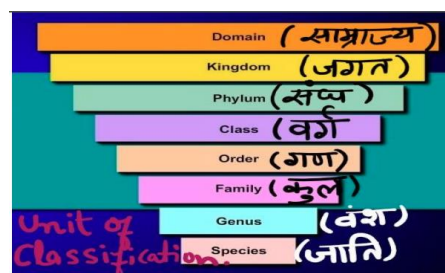 Domain (साम्राज्य)
Kingdom (जगत)
Phylum (संघ)
Class (वर्ग
Order (गण)
Family (कुल)
Genus (वंश)
Species (जाति)
Unit of
Classification.